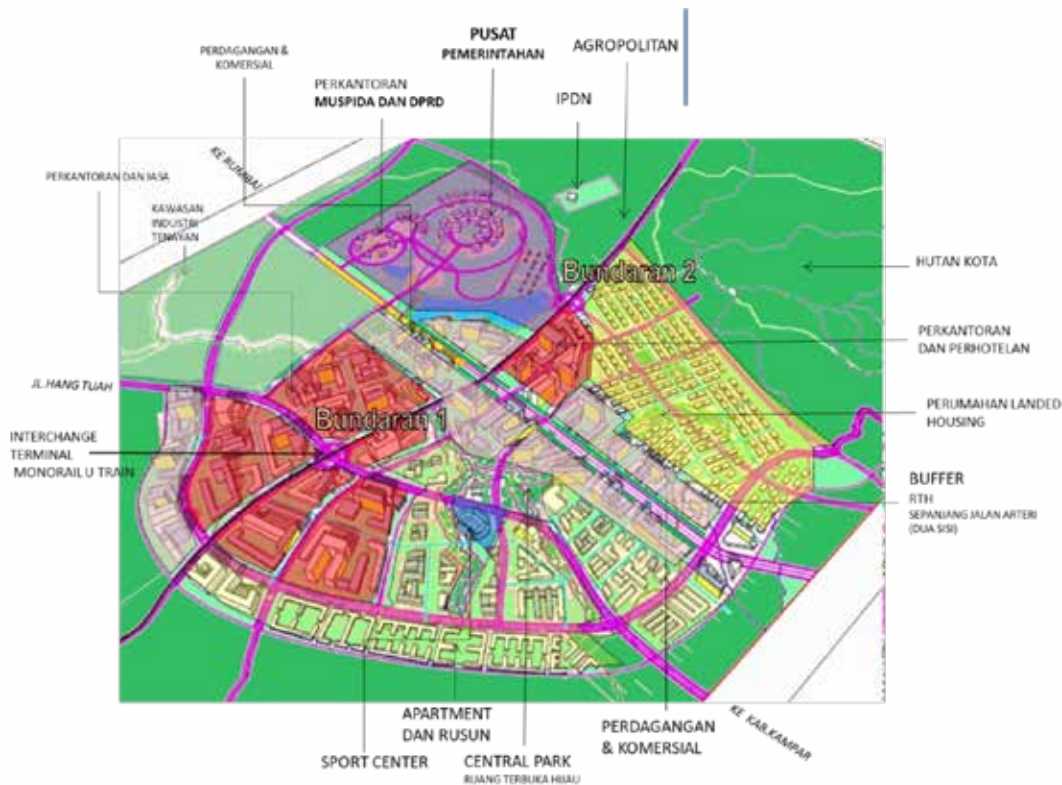 PUSAT
PEMERINTAHAN
AGROPOLITAN
PERDAGANGAN &
KOMERSIAL
PERKANTORAN
MUSPIDA DAN DPRD
IPDN
KE RUMBAI
PERKANTORAN DAN JASA
KAWASAN
INDUSTRI
TENAYAN
Bundaran 2
HUTAN KOTA
PERKANTORAN
DAN PERHOTELAN
JL.HANG TUAH
Bundaran 1
PERUMAHAN LANDED
HOUSING
INTERCHANGE
TERMINAL
MONORAIL U TRAIN
BUFFER
RTH
SEPANJANG JALAN ARTERI
(DUA SISI)
APARTMENT
DAN RUSUN
SPORT CENTER
CENTRAL PARK
RUANG TERBUKA HIJAU
PERDAGANGAN
& KOMERSIAL
KE KAB.KAMPAR